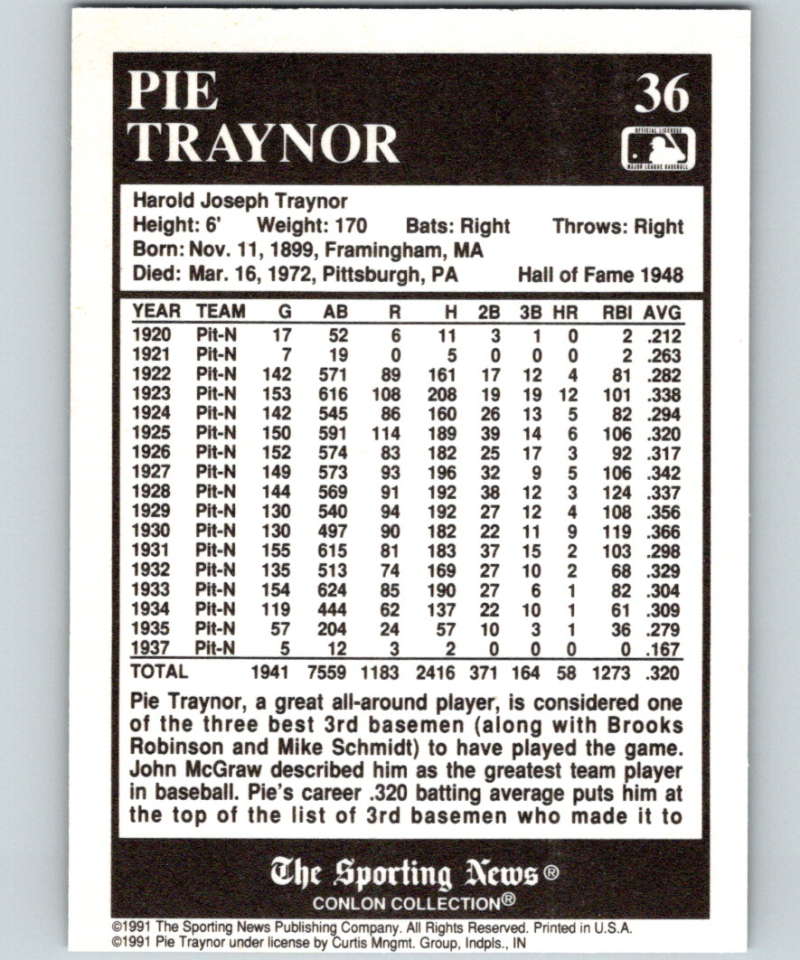 PIE
TRAYNOR
36
OFFICIAL LICENSEE
MAJOR LEAGUE BASEBALL
Harold Joseph Traynor
Height: 6' Weight: 170 Bats: Right Throws: Right
Born: Nov. 11, 1899, Framingham, MA
Died: Mar. 16, 1972, Pittsburgh, PA Hall of Fame 1948
YEAR TEAM G AB R H 2B 3B HR RBI AVG
1920 Pit-N 17 52 6 11 3 1 0 2 .212
1921 Pit-N 7 19 0 5 0 0 0 2 .263
1922 Pit-N 142 571 89 161 17 12 4 81 .282
1923 Pit-N 153 616 108 208 19 19 12 101 .338
1924 Pit-N 142 545 86 160 26 13 5 82 .294
1925 Pit-N 150 591 114 189 39 14 6 106 .320
1926 Pit-N 152 574 83 182 25 17 3 92 .317
1927 Pit-N 149 573 93 196 32 9 5 106 .342
1928 Pit-N 144 569 91 192 38 12 3 124 .337
1929 Pit-N 130 540 94 192 27 12 4 108 .356
1930 Pit-N 130 497 90 182 22 11 9 119 .366
1931 Pit-N 155 615 81 183 37 15 2 103 .298
1932 Pit-N 135 513 74 169 27 10 2 68 .329
1933 Pit-N 154 624 85 190 27 6 1 82 .304
1934 Pit-N 119 444 62 137 22 10 1 61 .309
1935 Pit-N 57 204 24 57 10 3 1 36 .279
1937 Pit-N 5 12 3 2 0 0 0 0 .167
TOTAL 1941 7559 1183 2416 371 164 58 1273 .320
Pie Traynor, a great all-around player, is considered one
of the three best 3rd basemen (along with Brooks
Robinson and Mike Schmidt) to have played the game.
John McGraw described him as the greatest team player
in baseball. Pie's career .320 batting average puts him at
the top of the list of 3rd basemen who made it to
The Sporting News®
CONLON COLLECTION®
©1991 The Sporting News Publishing Company. All Rights Reserved. Printed in U.S.A.
©1991 Pie Traynor under license by Curtis Mngmt. Group, Indpls., IN